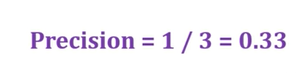 Precision = 1 / 3 = 0.33